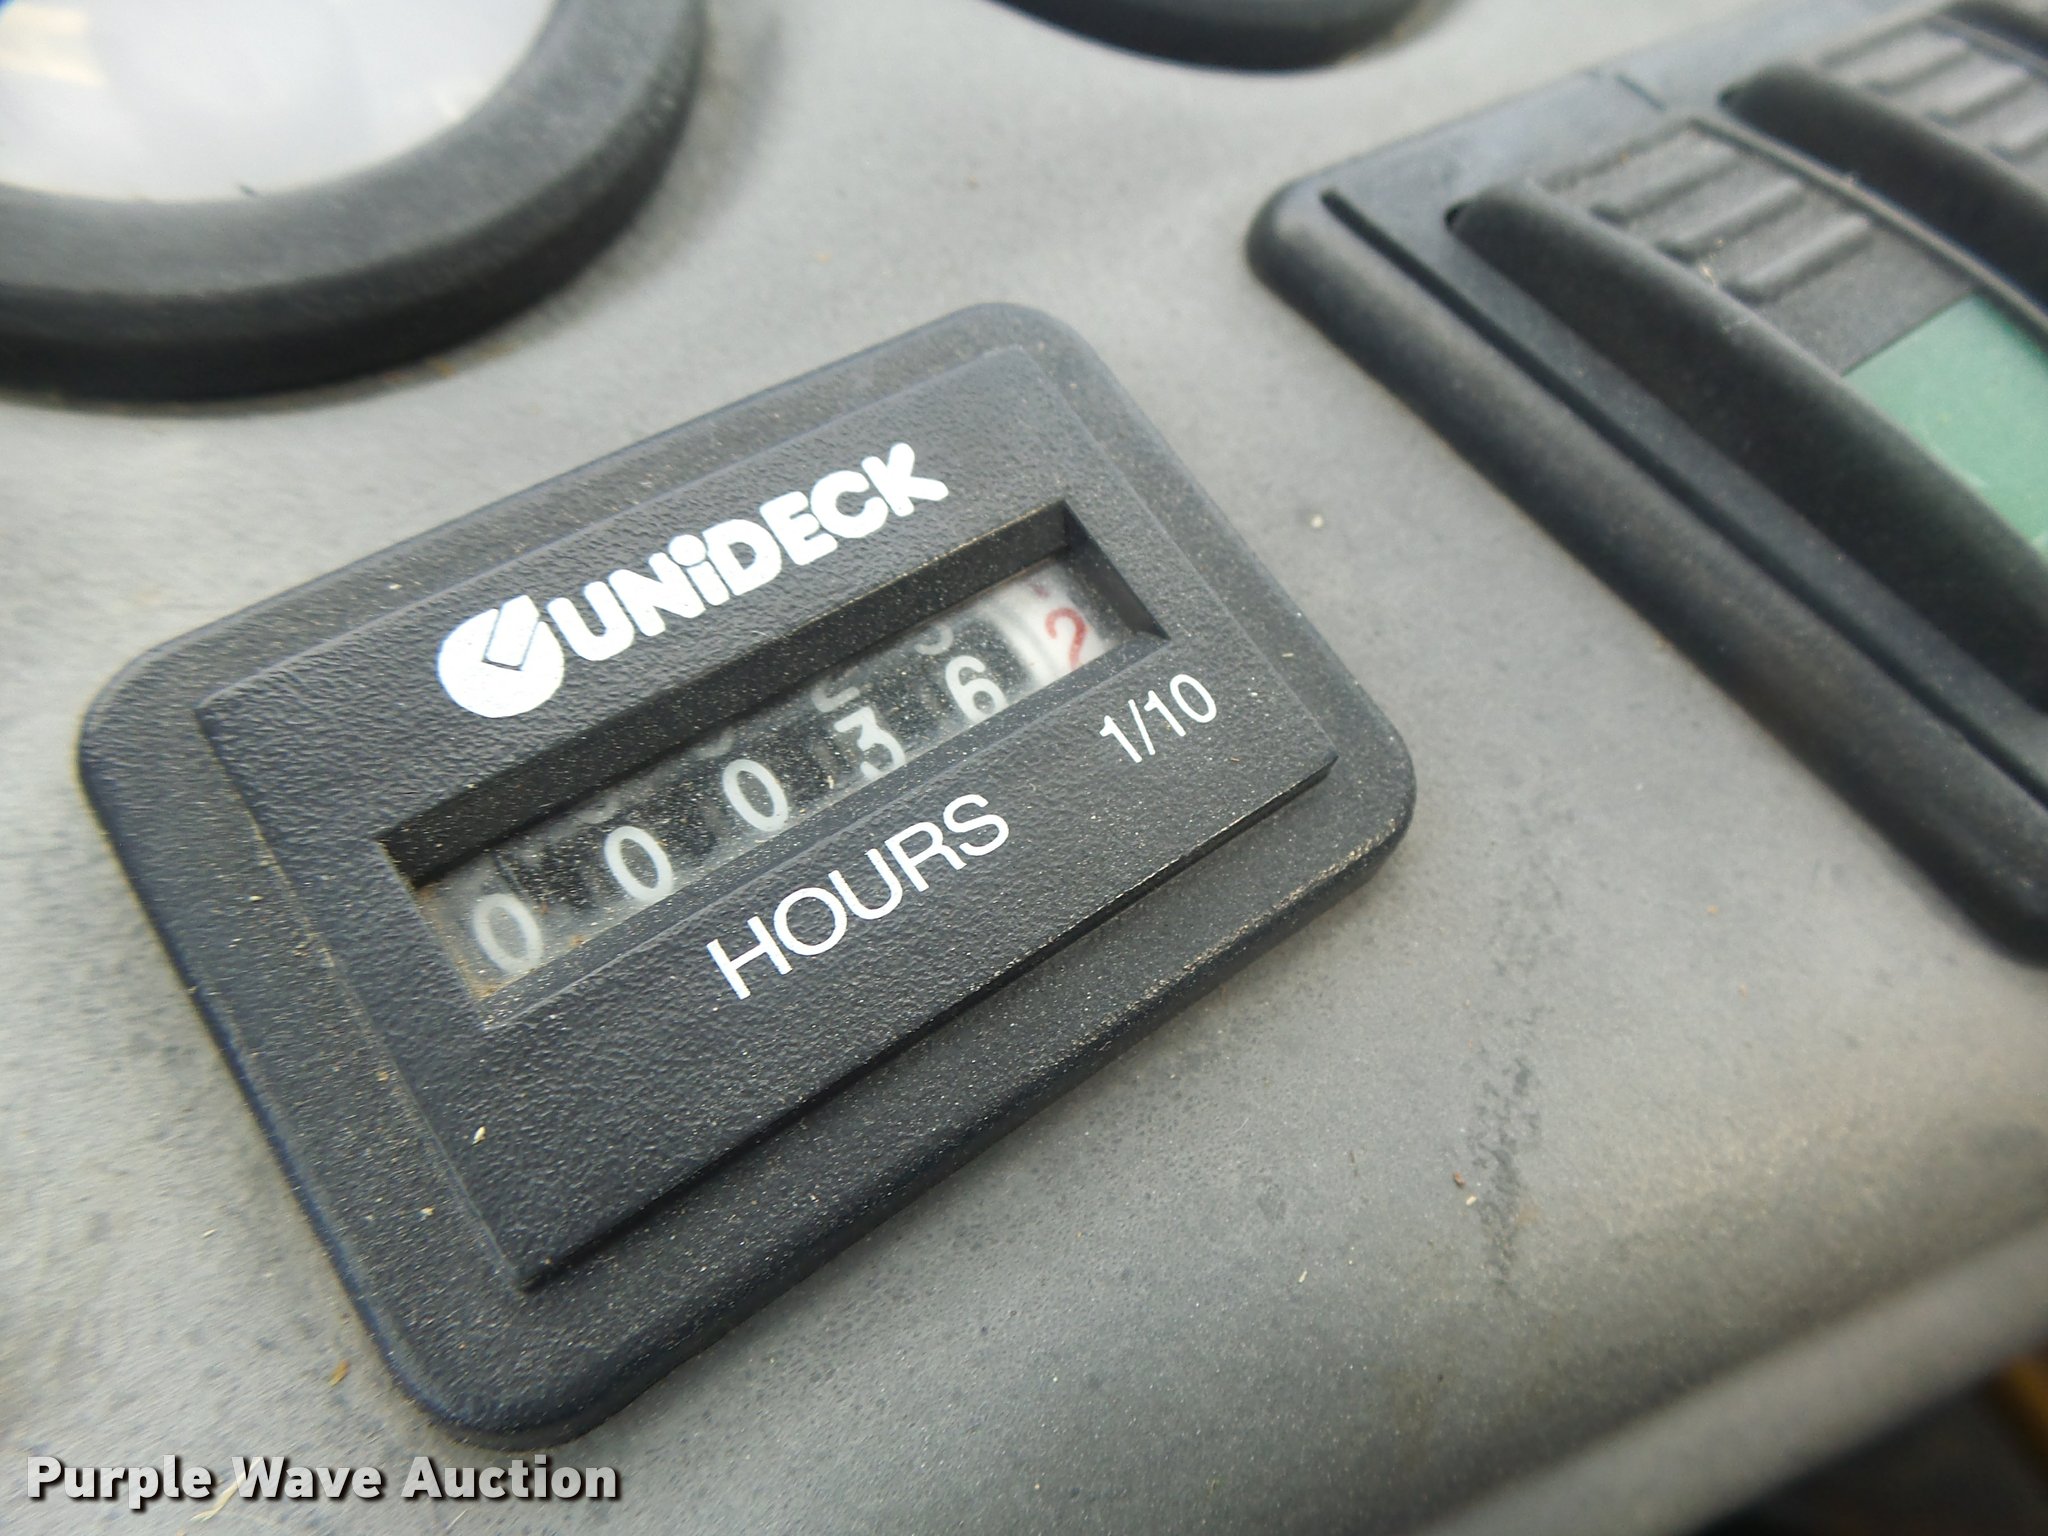 UNiDECK
0 0 0 3 6 2
HOURS 1/10
Purple Wave Auction